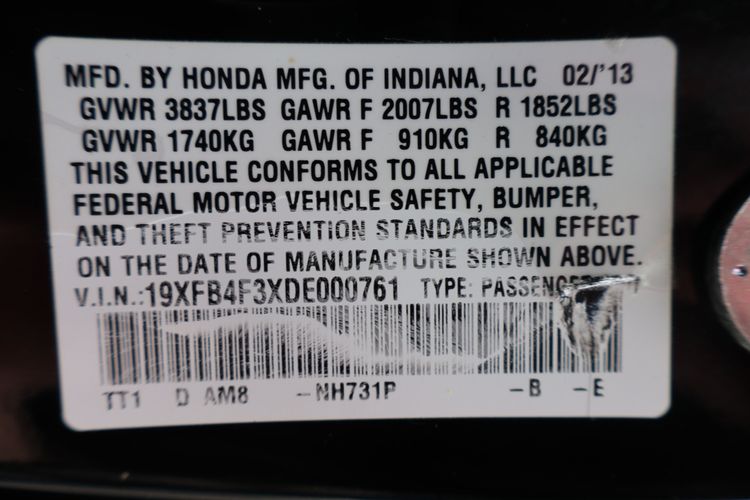 MFD. BY HONDA MFG. OF INDIANA, LLC 02/'13
GVWR 3837LBS GAWR F 2007LBS R 1852LBS
GVWR 1740KG GAWR F 910KG R 840KG
THIS VEHICLE CONFORMS TO ALL APPLICABLE
FEDERAL MOTOR VEHICLE SAFETY, BUMPER,
AND THEFT PREVENTION STANDARDS IN EFFECT
ON THE DATE OF MANUFACTURE SHOWN ABOVE.
V.I.N.:19XFB4F3XDE000761 TYPE:
TT1 D AM8 -NH731P -B -E